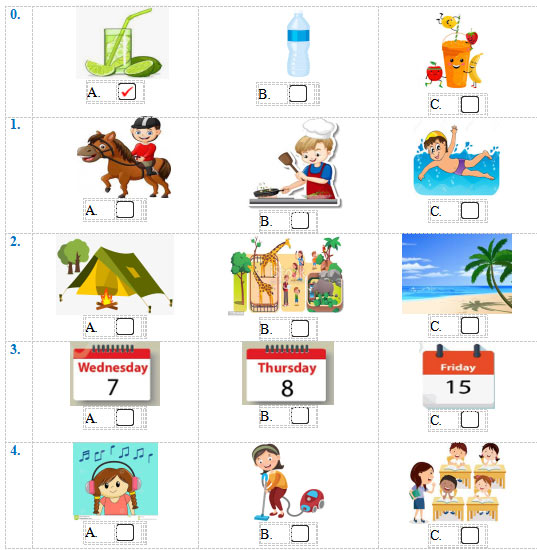 0.
A. B. C.
1.
A. B. C.
2.
A. B. C.
3.
Wednesday Thursday Friday
7 8 15
A. B. C.
4.
A. B. C.